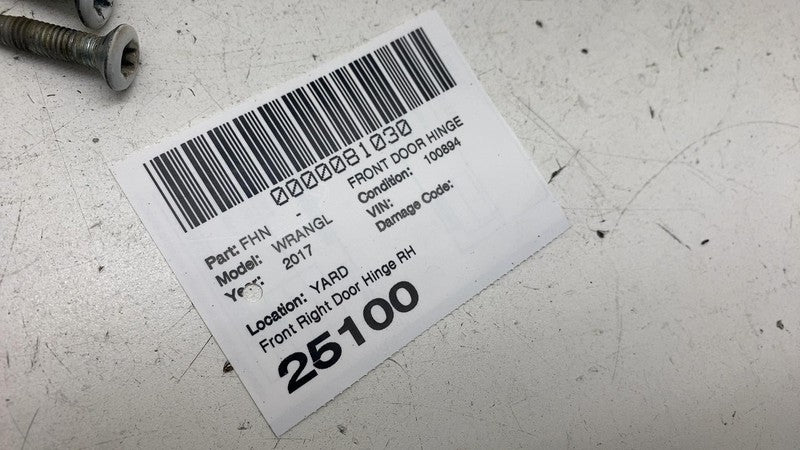 0000081030
Part: FHN - FRONT DOOR HINGE
Model: WRANGL Condition: 100894
Year: 2017 VIN:
Damage Code:
Location: YARD
Front Right Door Hinge RH
25100